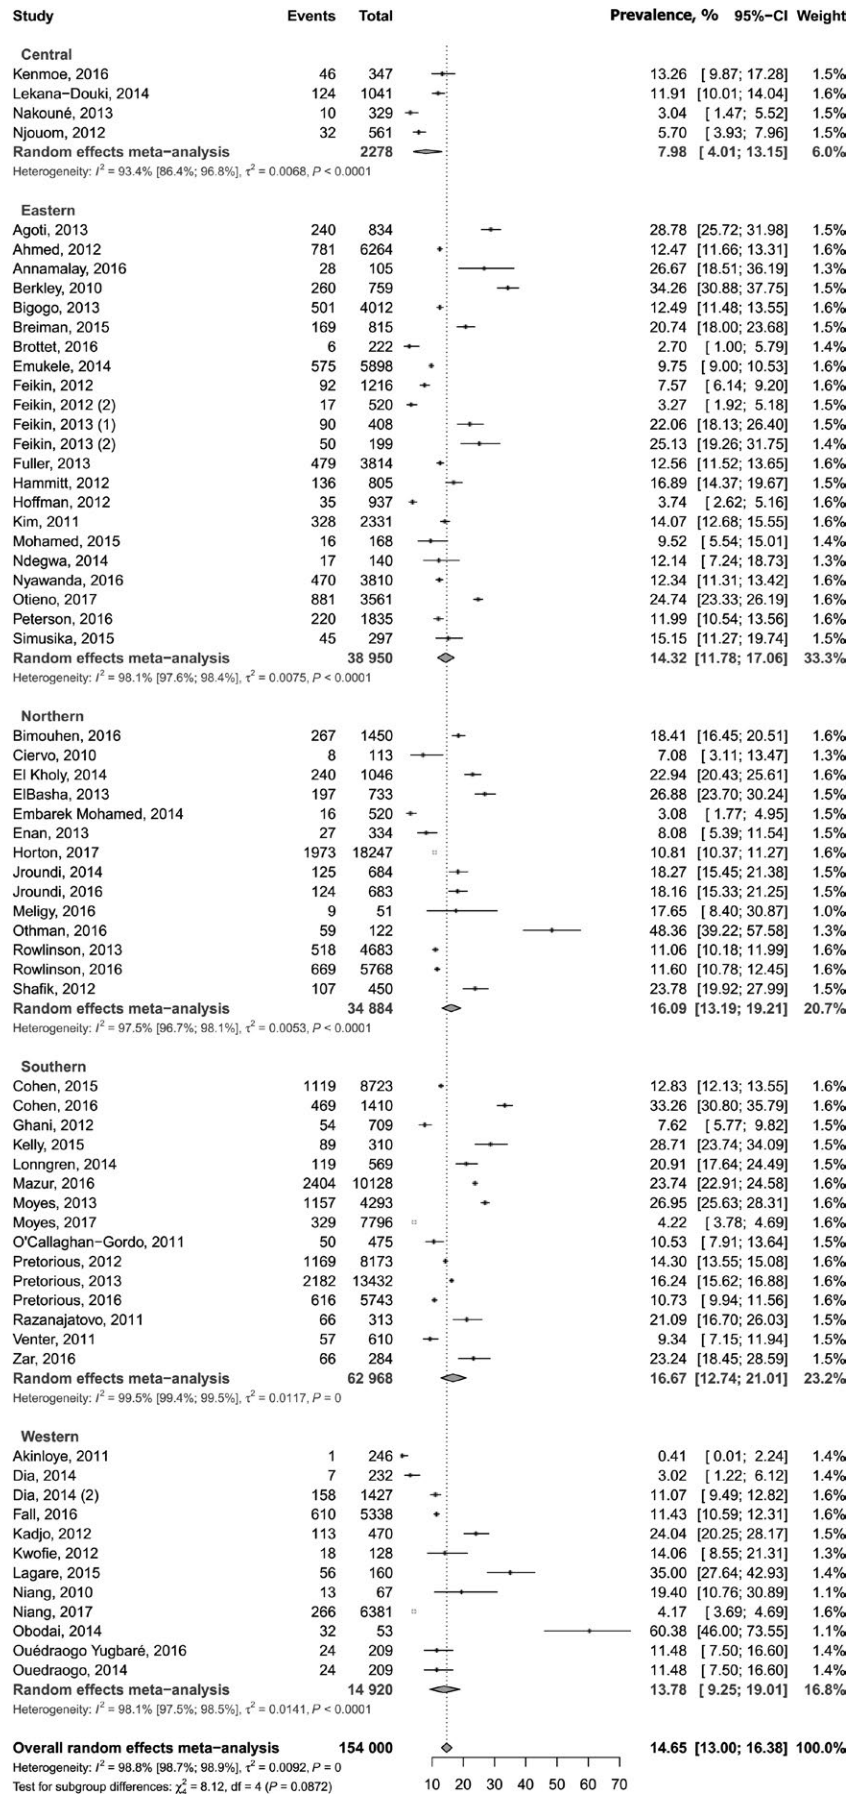 Study Events Total Prevalence, % 95%−CI Weight
Central
Kenmoe, 2016 46 347 13.26 [ 9.87; 17.28] 1.5%
Lekana−Douki, 2014 124 1041 11.91 [10.01; 14.04] 1.6%
Nakouné, 2013 10 329 3.04 [ 1.47; 5.52] 1.5%
Njouom, 2012 32 561 5.70 [ 3.93; 7.96] 1.5%
Random effects meta−analysis 2278 7.98 [ 4.01; 13.15] 6.0%
Heterogeneity: I² = 93.4% [86.4%; 96.8%], τ² = 0.0068, P < 0.0001
Eastern
Agoti, 2013 240 834 28.78 [25.72; 31.98] 1.5%
Ahmed, 2012 781 6264 12.47 [11.66; 13.31] 1.6%
Annamalay, 2016 28 105 26.67 [18.51; 36.19] 1.3%
Berkley, 2010 260 759 34.26 [30.88; 37.75] 1.5%
Bigogo, 2013 501 4012 12.49 [11.48; 13.55] 1.6%
Breiman, 2015 169 815 20.74 [18.00; 23.68] 1.5%
Brottet, 2016 6 222 2.70 [ 1.00; 5.79] 1.4%
Emukele, 2014 575 5898 9.75 [ 9.00; 10.53] 1.6%
Feikin, 2012 92 1216 7.57 [ 6.14; 9.20] 1.6%
Feikin, 2012 (2) 17 520 3.27 [ 1.92; 5.18] 1.5%
Feikin, 2013 (1) 90 408 22.06 [18.13; 26.40] 1.5%
Feikin, 2013 (2) 50 199 25.13 [19.26; 31.75] 1.4%
Fuller, 2013 479 3814 12.56 [11.52; 13.65] 1.6%
Hammitt, 2012 136 805 16.89 [14.37; 19.67] 1.5%
Hoffman, 2012 35 937 3.74 [ 2.62; 5.16] 1.6%
Kim, 2011 328 2331 14.07 [12.68; 15.55] 1.6%
Mohamed, 2015 16 168 9.52 [ 5.54; 15.01] 1.4%
Ndegwa, 2014 17 140 12.14 [ 7.24; 18.73] 1.3%
Nyawanda, 2016 470 3810 12.34 [11.31; 13.42] 1.6%
Otieno, 2017 881 3561 24.74 [23.33; 26.19] 1.6%
Peterson, 2016 220 1835 11.99 [10.54; 13.56] 1.6%
Simusika, 2015 45 297 15.15 [11.27; 19.74] 1.5%
Random effects meta−analysis 38 950 14.32 [11.78; 17.06] 33.3%
Heterogeneity: I² = 98.1% [97.6%; 98.4%], τ² = 0.0075, P < 0.0001
Northern
Bimouhen, 2016 267 1450 18.41 [16.45; 20.51] 1.6%
Ciervo, 2010 8 113 7.08 [ 3.11; 13.47] 1.3%
El Kholy, 2014 240 1046 22.94 [20.43; 25.61] 1.6%
ElBasha, 2013 197 733 26.88 [23.70; 30.24] 1.5%
Embarek Mohamed, 2014 16 520 3.08 [ 1.77; 4.95] 1.5%
Enan, 2013 27 334 8.08 [ 5.39; 11.54] 1.5%
Horton, 2017 1973 18247 10.81 [10.37; 11.27] 1.6%
Jroundi, 2014 125 684 18.27 [15.45; 21.38] 1.5%
Jroundi, 2016 124 683 18.16 [15.33; 21.25] 1.5%
Meligy, 2016 9 51 17.65 [ 8.40; 30.87] 1.0%
Othman, 2016 59 122 48.36 [39.22; 57.58] 1.3%
Rowlinson, 2013 518 4683 11.06 [10.18; 11.99] 1.6%
Rowlinson, 2016 669 5768 11.60 [10.78; 12.45] 1.6%
Shafik, 2012 107 450 23.78 [19.92; 27.99] 1.5%
Random effects meta−analysis 34 884 16.09 [13.19; 19.21] 20.7%
Heterogeneity: I² = 97.5% [96.7%; 98.1%], τ² = 0.0053, P < 0.0001
Southern
Cohen, 2015 1119 8723 12.83 [12.13; 13.55] 1.6%
Cohen, 2016 469 1410 33.26 [30.80; 35.79] 1.6%
Ghani, 2012 54 709 7.62 [ 5.77; 9.82] 1.5%
Kelly, 2015 89 310 28.71 [23.74; 34.09] 1.5%
Lonngren, 2014 119 569 20.91 [17.64; 24.49] 1.5%
Mazur, 2016 2404 10128 23.74 [22.91; 24.58] 1.6%
Moyes, 2013 1157 4293 26.95 [25.63; 28.31] 1.6%
Moyes, 2017 329 7796 4.22 [ 3.78; 4.69] 1.6%
O'Callaghan−Gordo, 2011 50 475 10.53 [ 7.91; 13.64] 1.5%
Pretorious, 2012 1169 8173 14.30 [13.55; 15.08] 1.6%
Pretorious, 2013 2182 13432 16.24 [15.62; 16.88] 1.6%
Pretorious, 2016 616 5743 10.73 [ 9.94; 11.56] 1.6%
Razanajatovo, 2011 66 313 21.09 [16.70; 26.03] 1.5%
Venter, 2011 57 610 9.34 [ 7.15; 11.94] 1.5%
Zar, 2016 66 284 23.24 [18.45; 28.59] 1.5%
Random effects meta−analysis 62 968 16.67 [12.74; 21.01] 23.2%
Heterogeneity: I² = 99.5% [99.4%; 99.5%], τ² = 0.0117, P = 0
Western
Akinloye, 2011 1 246 0.41 [ 0.01; 2.24] 1.4%
Dia, 2014 7 232 3.02 [ 1.22; 6.12] 1.4%
Dia, 2014 (2) 158 1427 11.07 [ 9.49; 12.82] 1.6%
Fall, 2016 610 5338 11.43 [10.59; 12.31] 1.6%
Kadjo, 2012 113 470 24.04 [20.25; 28.17] 1.5%
Kwofie, 2012 18 128 14.06 [ 8.55; 21.31] 1.3%
Lagare, 2015 56 160 35.00 [27.64; 42.93] 1.4%
Niang, 2010 13 67 19.40 [10.76; 30.89] 1.1%
Niang, 2017 266 6381 4.17 [ 3.69; 4.69] 1.6%
Obodai, 2014 32 53 60.38 [46.00; 73.55] 1.1%
Ouédraogo Yugbaré, 2016 24 209 11.48 [ 7.50; 16.60] 1.4%
Ouedraogo, 2014 24 209 11.48 [ 7.50; 16.60] 1.4%
Random effects meta−analysis 14 920 13.78 [ 9.25; 19.01] 16.8%
Heterogeneity: I² = 98.1% [97.5%; 98.5%], τ² = 0.0141, P < 0.0001
Overall random effects meta−analysis 154 000 14.65 [13.00; 16.38] 100.0%
Heterogeneity: I² = 98.8% [98.7%; 98.9%], τ² = 0.0092, P = 0
Test for subgroup differences: χ²₄ = 8.12, df = 4 (P = 0.0872)
10 20 30 40 50 60 70